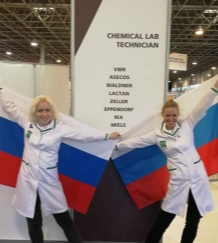 CHEMICAL LAB
TECHNICIAN
VWR
ASECOS
WALDNER
LACTAN
ZELLER
EPPENDORF
IKA
MIELE